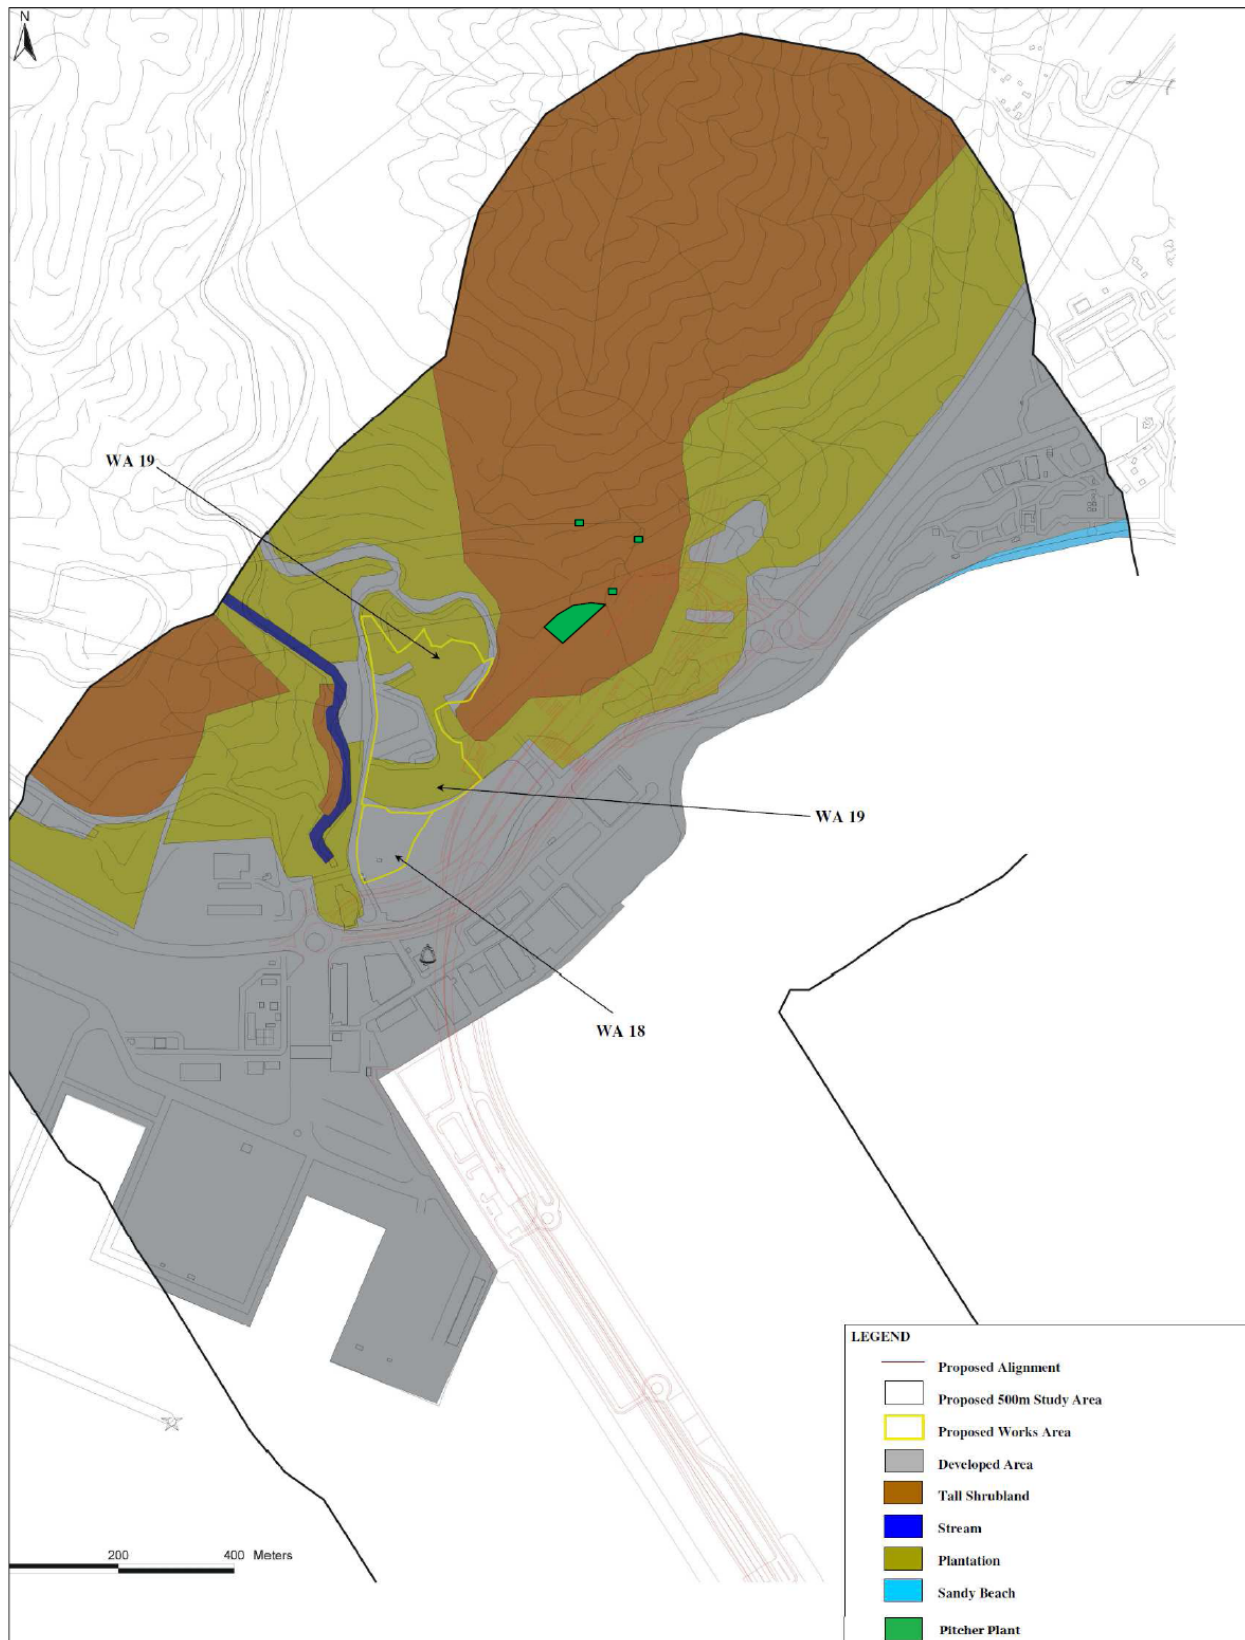 N
WA 19
WA 19
WA 18
LEGEND
Proposed Alignment
Proposed 500m Study Area
Proposed Works Area
Developed Area
Tall Shrubland
Stream
Plantation
Sandy Beach
Pitcher Plant
200 400 Meters